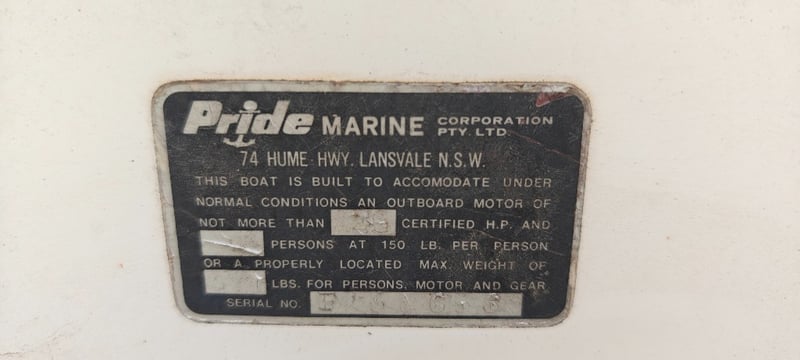 Pride MARINE CORPORATION PTY. LTD.
74 HUME HWY. LANSVALE N.S.W.
THIS BOAT IS BUILT TO ACCOMODATE UNDER
NORMAL CONDITIONS AN OUTBOARD MOTOR OF
NOT MORE THAN CERTIFIED H.P. AND
PERSONS AT 150 LB. PER PERSON
OR A PROPERLY LOCATED MAX. WEIGHT OF
LBS. FOR PERSONS, MOTOR AND GEAR
SERIAL NO.